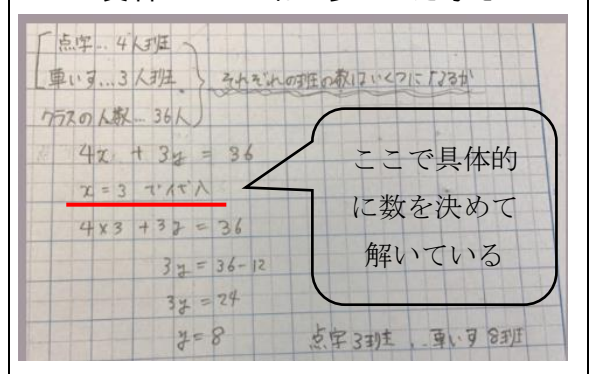 点字…4人班
車いす…3人班
それぞれの班の数はいくつになるか
クラスの人数…36人
4x + 3y = 36
x = 3 で代入
4×3 + 3y = 36
3y = 36-12
3y = 24
y = 8
点字3班、車いす8班
ここで具体的
に数を決めて
解いている